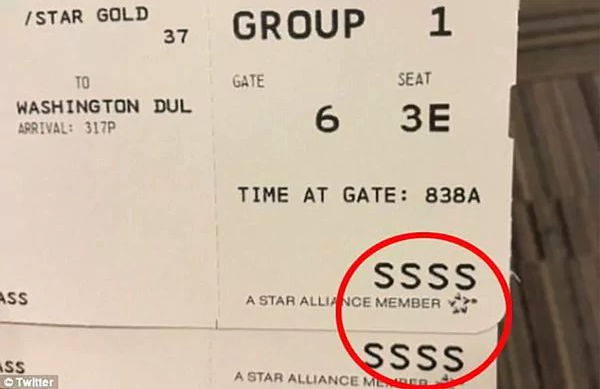 /STAR GOLD
37
GROUP 1
TO
WASHINGTON DUL
ARRIVAL: 317P
GATE SEAT
6 3E
TIME AT GATE: 838A
SSSS
A STAR ALLIANCE MEMBER
ASS
SSSS
ASS
A STAR ALLIANCE MEMBER
© Twitter